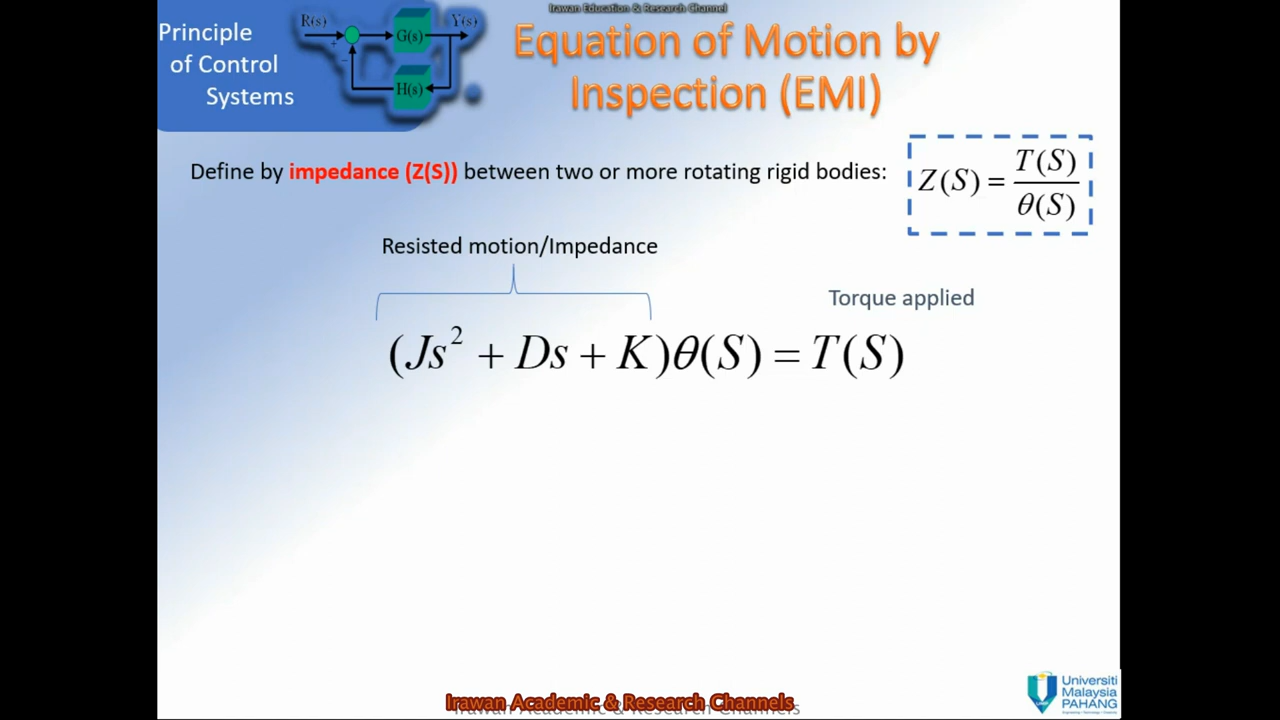 Irawan Education & Research Channel
Principle
of Control
Systems
R(s)
G(s)
Y(s)
+
−
H(s)
Equation of Motion by
Inspection (EMI)
Define by impedance (Z(S)) between two or more rotating rigid bodies:
Z(S) = T(S) / θ(S)
Resisted motion/Impedance
Torque applied
(Js² + Ds + K)θ(S) = T(S)
Irawan Academic & Research Channels
Universiti
Malaysia
PAHANG